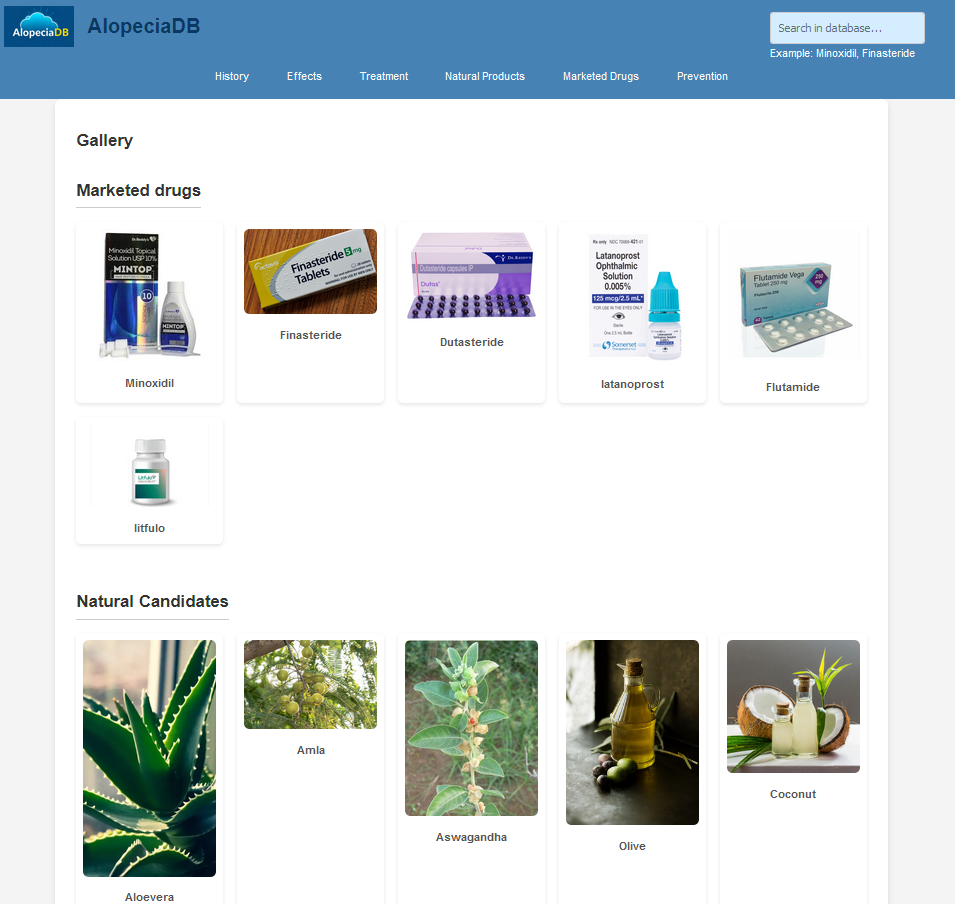 AlopeciaDB
AlopeciaDB
Search in database...
Example: Minoxidil, Finasteride
History
Effects
Treatment
Natural Products
Marketed Drugs
Prevention
Gallery
Marketed drugs
Dr.Reddy's
Minoxidil Topical
Solution USP 10%
MINTOP
10
MINTOP
Minoxidil
actavis
Finasteride 5mg
Tablets
Finasteride
Dr.Reddy's
Dutasteride capsules IP
Dutas
Dutasteride
Rx only
Latanoprost
Ophthalmic
Solution
0.005%
125 mcg/2.5 mL*
FOR USE IN THE EYES ONLY
Sterile
One 2.5 mL Bottle
Somerset
latanoprost
Flutamide Vega
Tablet 250 mg
250
mg
Flutamide
Litfulo
litfulo
Natural Candidates
Aloevera
Amla
Aswagandha
Olive
Coconut